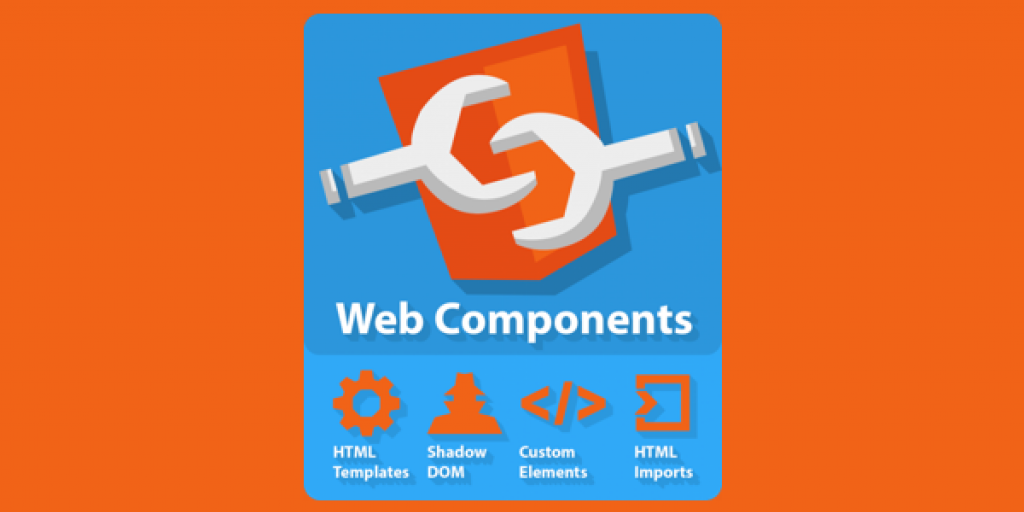 Web Components
HTML
Templates
Shadow
DOM
Custom
Elements
HTML
Imports